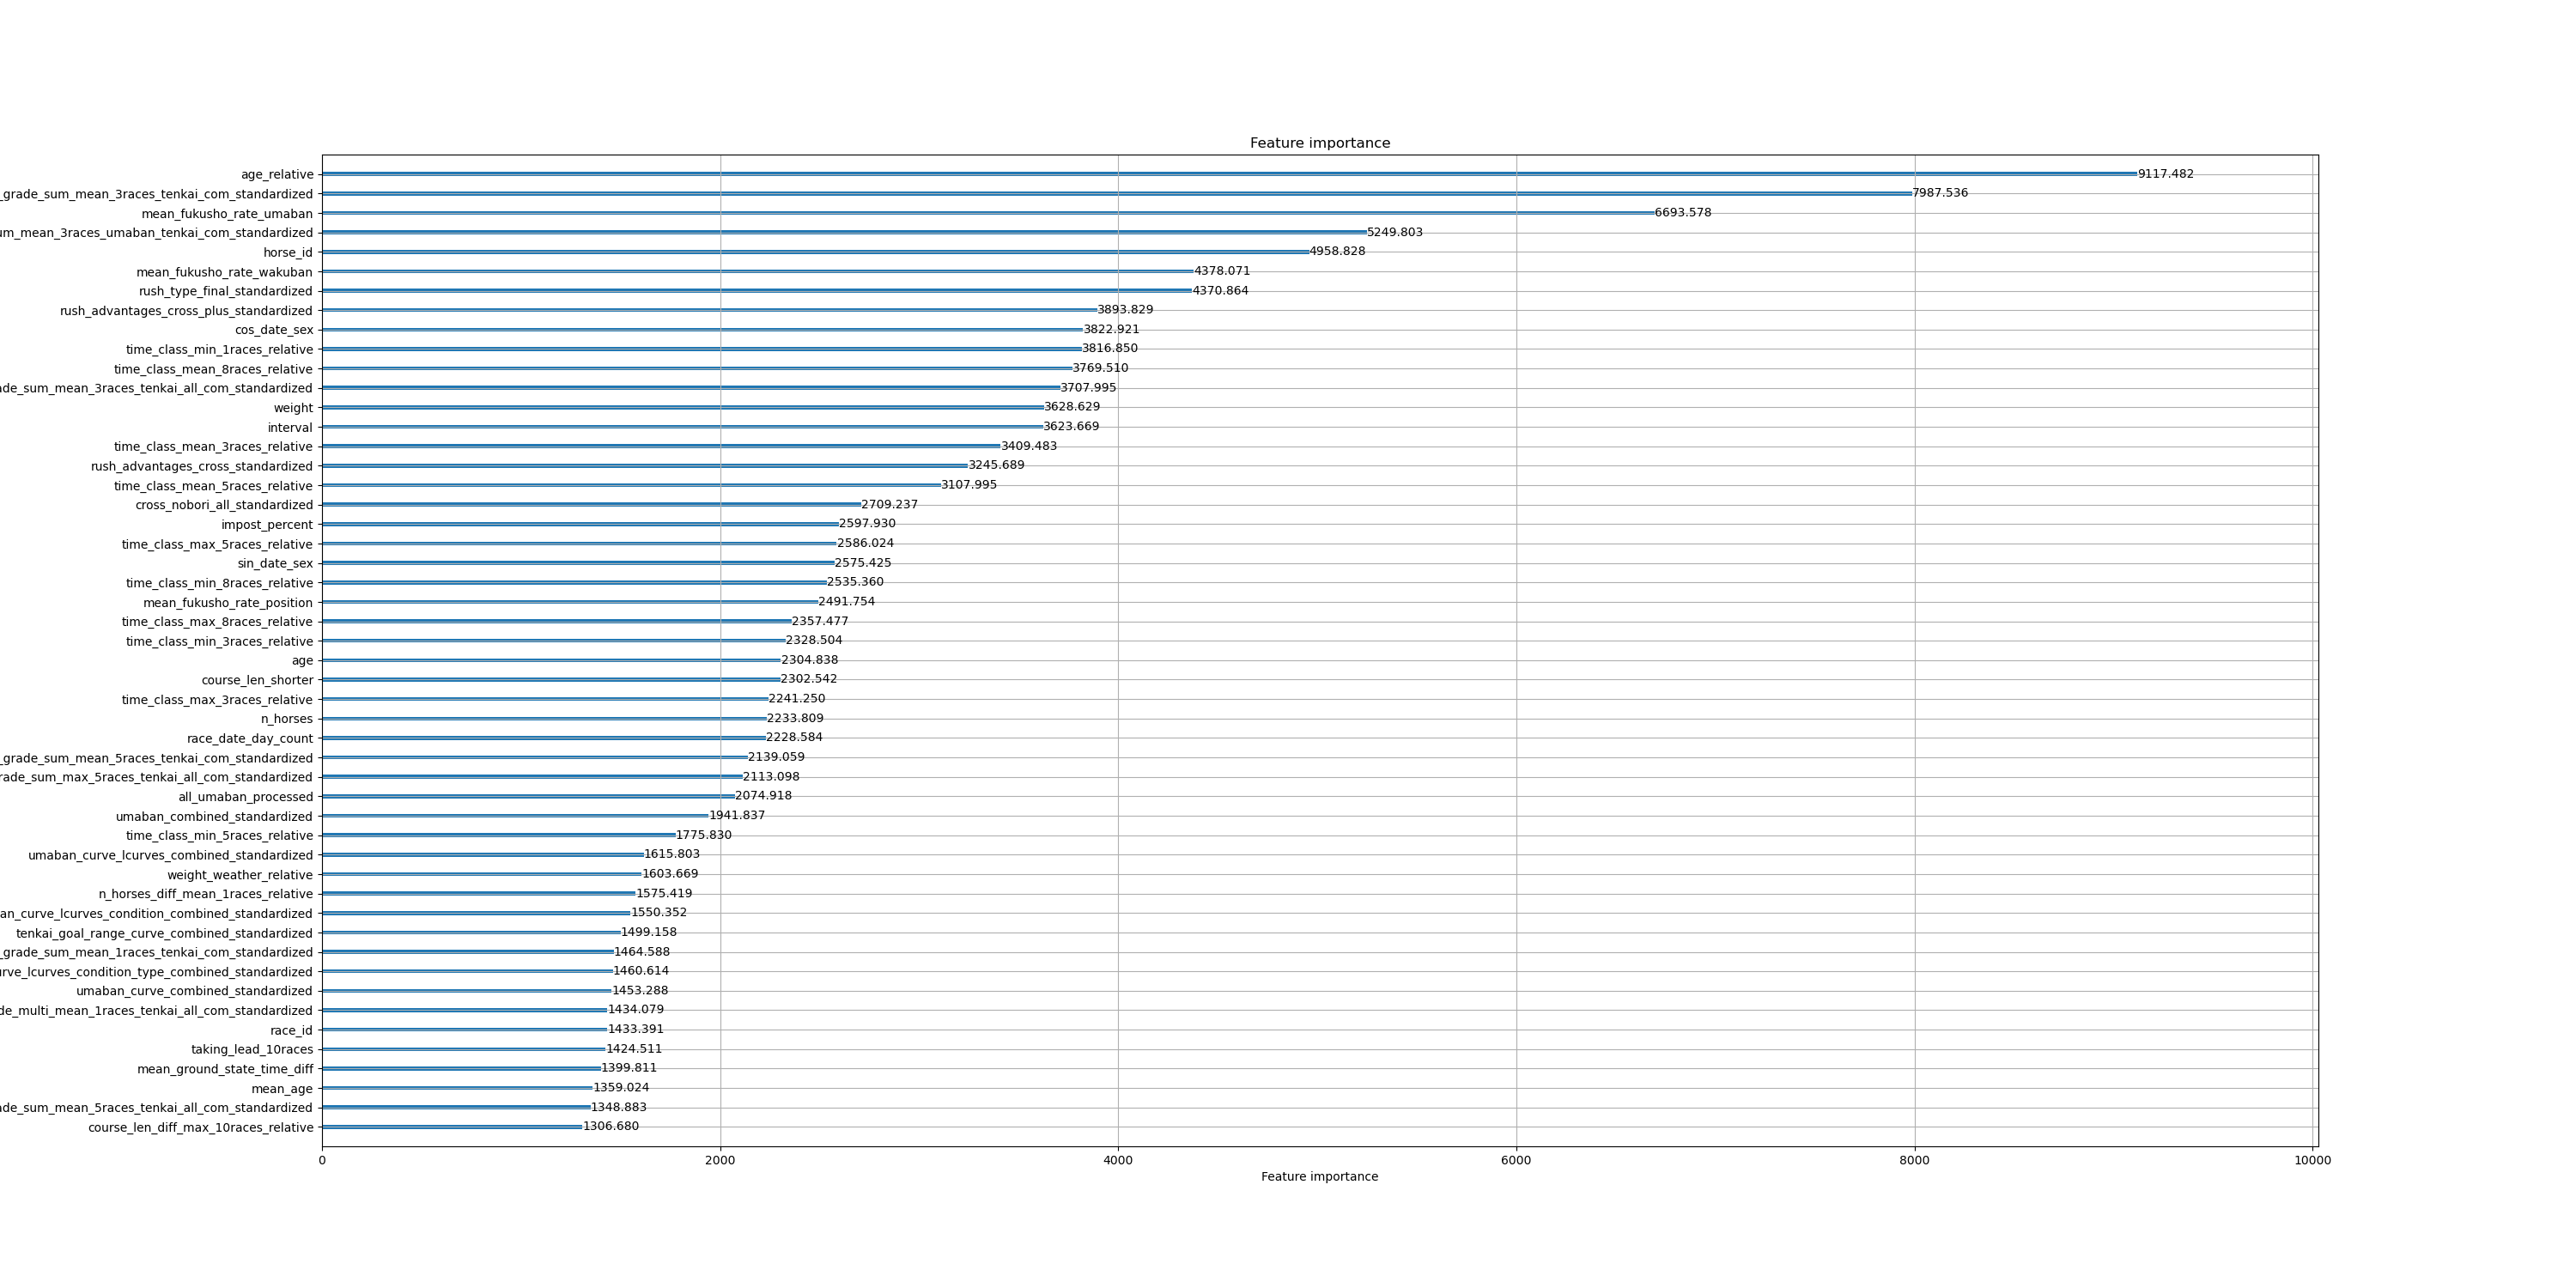 Feature importance
age_relative 9117.482
_grade_sum_mean_3races_tenkai_com_standardized 7987.536
mean_fukusho_rate_umaban 6693.578
um_mean_3races_umaban_tenkai_com_standardized 5249.803
horse_id 4958.828
mean_fukusho_rate_wakuban 4378.071
rush_type_final_standardized 4370.864
rush_advantages_cross_plus_standardized 3893.829
cos_date_sex 3822.921
time_class_min_1races_relative 3816.850
time_class_mean_8races_relative 3769.510
ade_sum_mean_3races_tenkai_all_com_standardized 3707.995
weight 3628.629
interval 3623.669
time_class_mean_3races_relative 3409.483
rush_advantages_cross_standardized 3245.689
time_class_mean_5races_relative 3107.995
cross_nobori_all_standardized 2709.237
impost_percent 2597.930
time_class_max_5races_relative 2586.024
sin_date_sex 2575.425
time_class_min_8races_relative 2535.360
mean_fukusho_rate_position 2491.754
time_class_max_8races_relative 2357.477
time_class_min_3races_relative 2328.504
age 2304.838
course_len_shorter 2302.542
time_class_max_3races_relative 2241.250
n_horses 2233.809
race_date_day_count 2228.584
_grade_sum_mean_5races_tenkai_com_standardized 2139.059
rade_sum_max_5races_tenkai_all_com_standardized 2113.098
all_umaban_processed 2074.918
umaban_combined_standardized 1941.837
time_class_min_5races_relative 1775.830
umaban_curve_lcurves_combined_standardized 1615.803
weight_weather_relative 1603.669
n_horses_diff_mean_1races_relative 1575.419
an_curve_lcurves_condition_combined_standardized 1550.352
tenkai_goal_range_curve_combined_standardized 1499.158
_grade_sum_mean_1races_tenkai_com_standardized 1464.588
urve_lcurves_condition_type_combined_standardized 1460.614
umaban_curve_combined_standardized 1453.288
de_multi_mean_1races_tenkai_all_com_standardized 1434.079
race_id 1433.391
taking_lead_10races 1424.511
mean_ground_state_time_diff 1399.811
mean_age 1359.024
ade_sum_mean_5races_tenkai_all_com_standardized 1348.883
course_len_diff_max_10races_relative 1306.680
0 2000 4000 6000 8000 10000
Feature importance